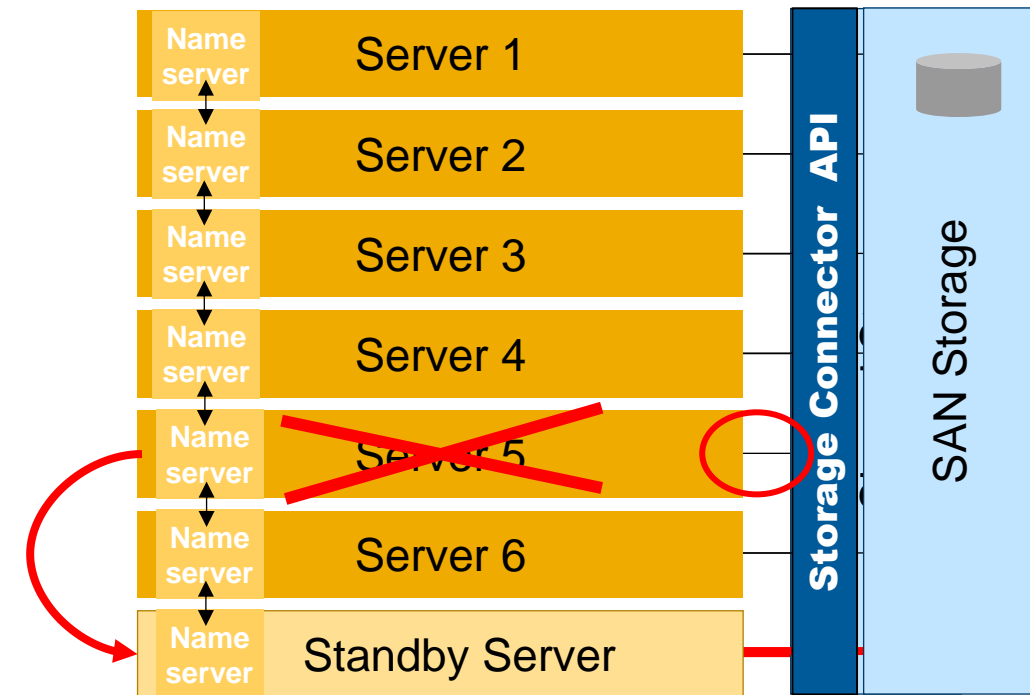 Name
server
Server 1
Name
server
Server 2
Name
server
Server 3
Name
server
Server 4
Name
server
Server 5
Name
server
Server 6
Name
server
Standby Server
Storage Connector API
SAN Storage